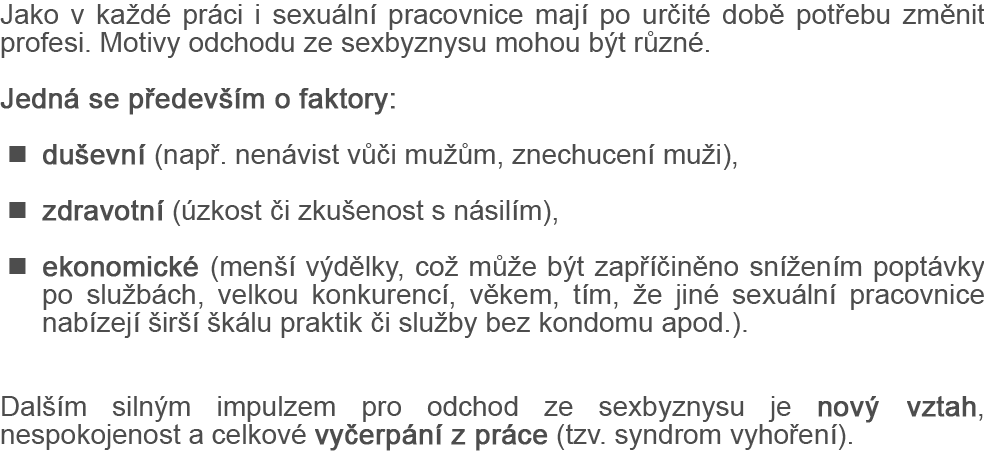 Jako v každé práci i sexuální pracovnice mají po určité době potřebu změnit
profesi. Motivy odchodu ze sexbyznysu mohou být různé.
Jedná se především o faktory:
■ duševní (např. nenávist vůči mužům, znechucení muži),
■ zdravotní (úzkost či zkušenost s násilím),
■ ekonomické (menší výdělky, což může být zapříčiněno snížením poptávky
po službách, velkou konkurencí, věkem, tím, že jiné sexuální pracovnice
nabízejí širší škálu praktik či služby bez kondomu apod.).
Dalším silným impulzem pro odchod ze sexbyznysu je nový vztah,
nespokojenost a celkové vyčerpání z práce (tzv. syndrom vyhoření).